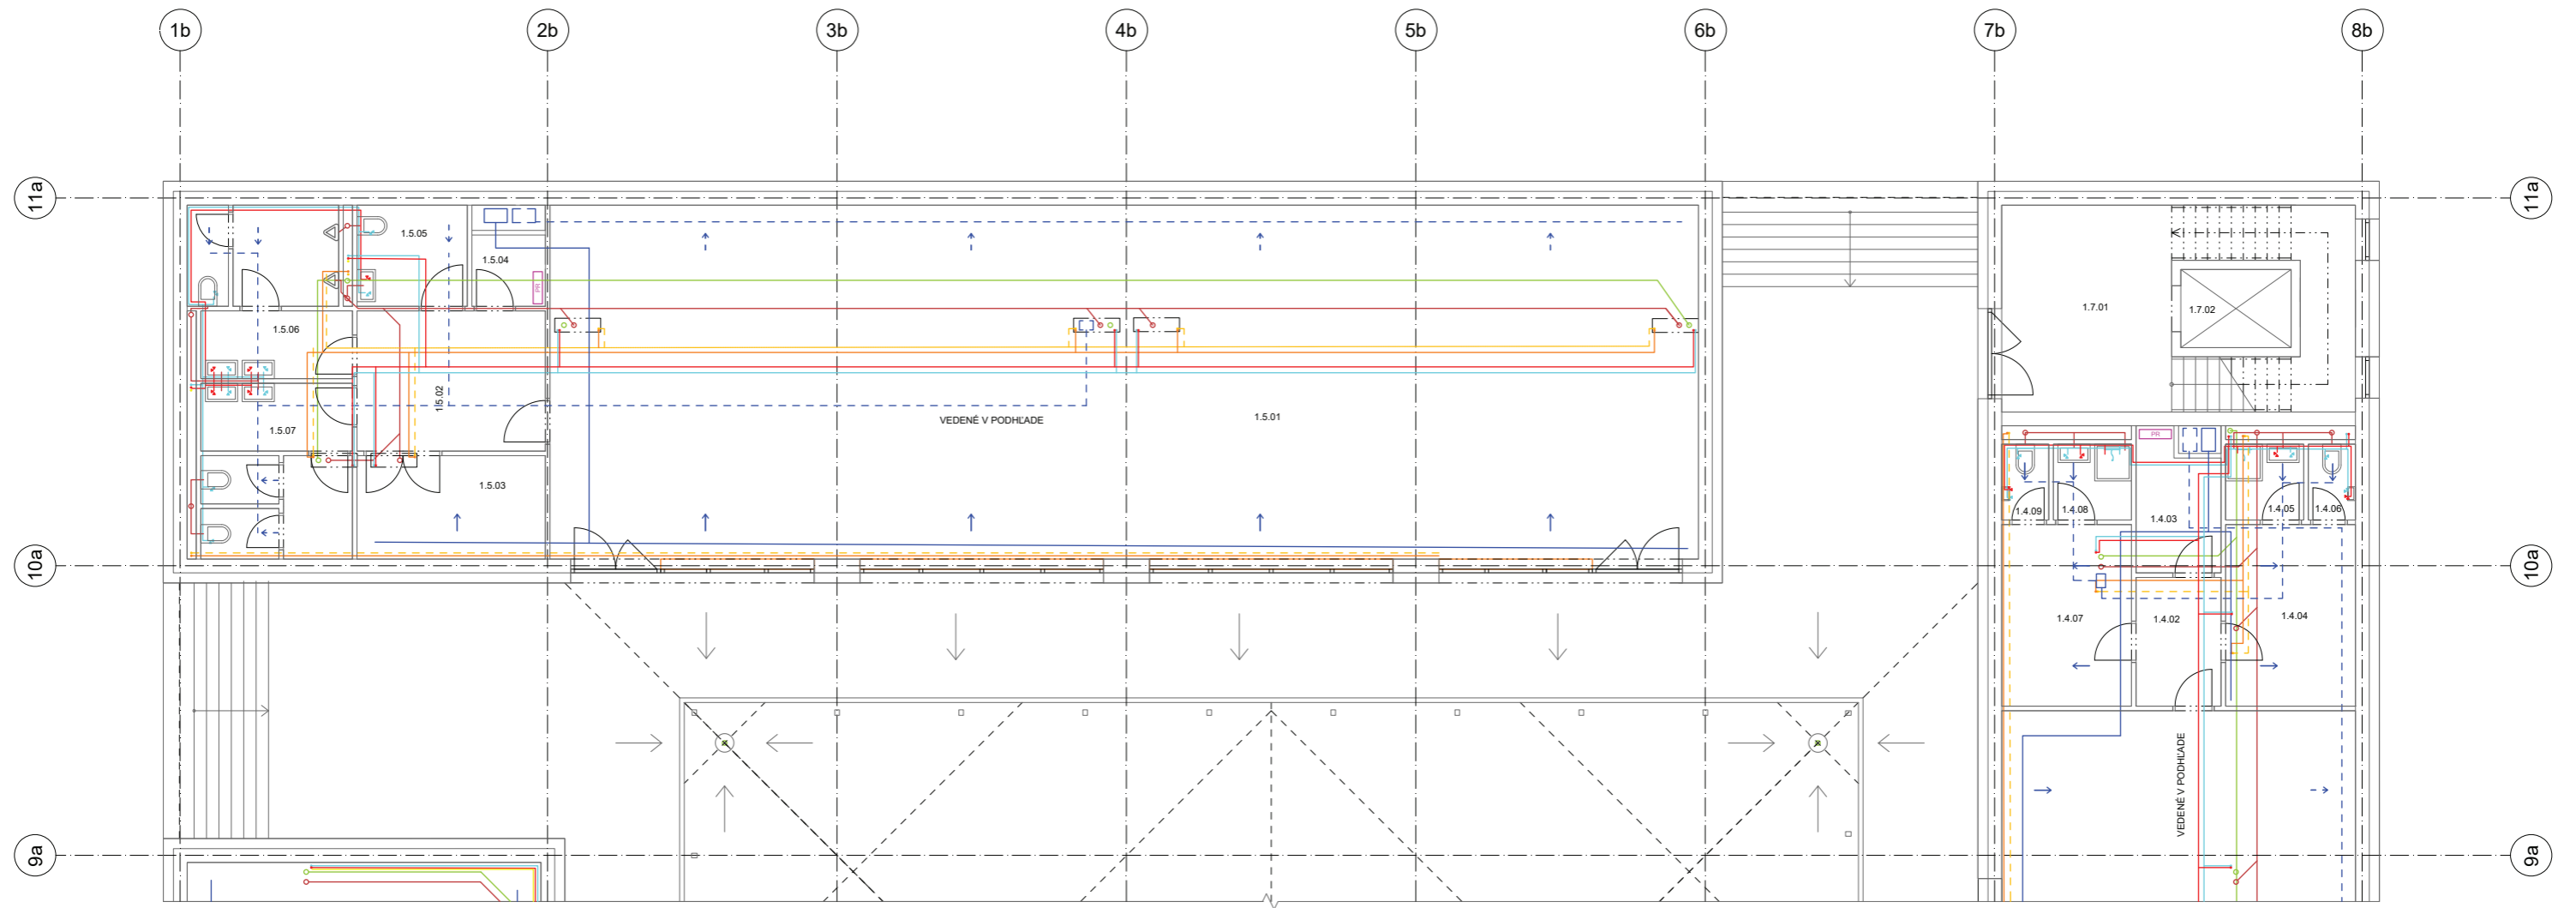 1b 2b 3b 4b 5b 6b 7b 8b
11a 11a
1.5.05
1.5.04
PR
1.7.01
1.7.02
1.5.06
1.5.02
VEDENÉ V PODHĽADE
1.5.01
1.5.07
PR
1.5.03
1.4.09
1.4.08
1.4.03
1.4.05
1.4.06
10a 10a
1.4.07
1.4.02
1.4.04
VEDENÉ V PODHĽADE
9a 9a